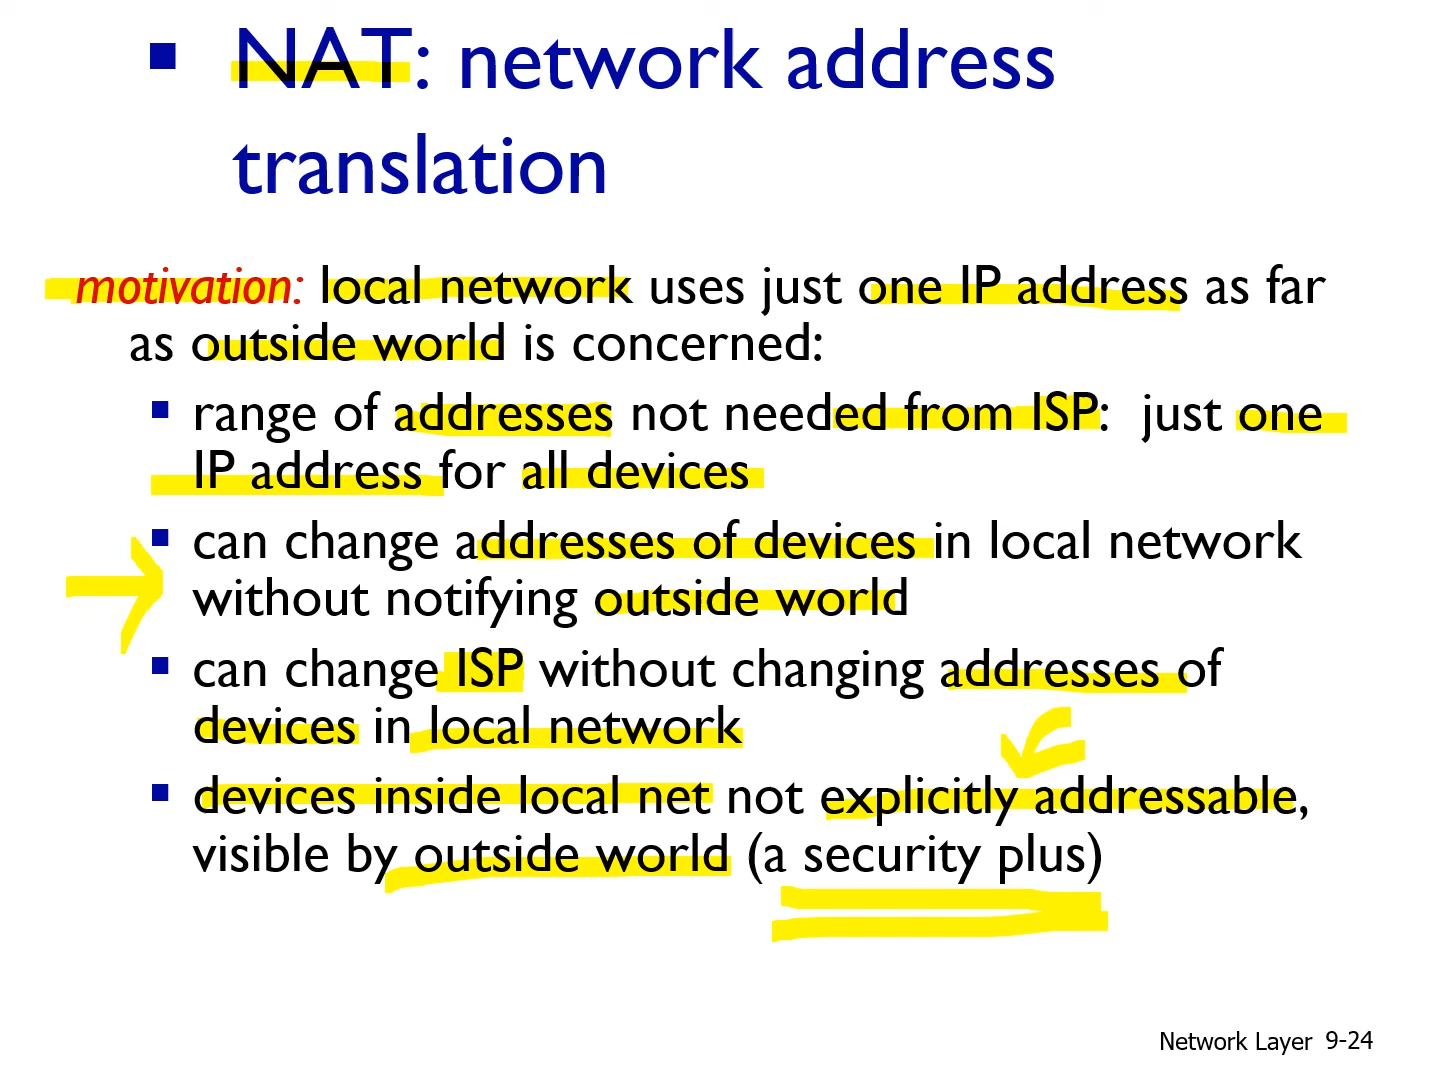 ▪ NAT: network address
translation
motivation: local network uses just one IP address as far
as outside world is concerned:
▪ range of addresses not needed from ISP: just one
IP address for all devices
▪ can change addresses of devices in local network
without notifying outside world
▪ can change ISP without changing addresses of
devices in local network
▪ devices inside local net not explicitly addressable,
visible by outside world (a security plus)
Network Layer 9-24